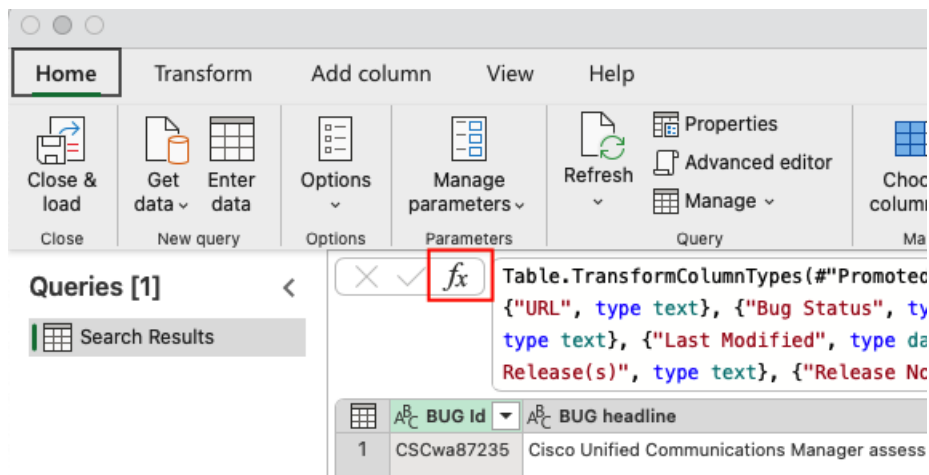 Home Transform Add column View Help
Close & load
Get data
Enter data
Options
Manage parameters
Refresh
Properties
Advanced editor
Manage
Close New query Options Parameters Query
Queries [1]
Search Results
fx
Table.TransformColumnTypes(#"Promoted
{"URL", type text}, {"Bug Status",
type text}, {"Last Modified", type
Release(s)", type text}, {"Release
ABC BUG Id ABC BUG headline
1 CSCwa87235 Cisco Unified Communications Manager assess